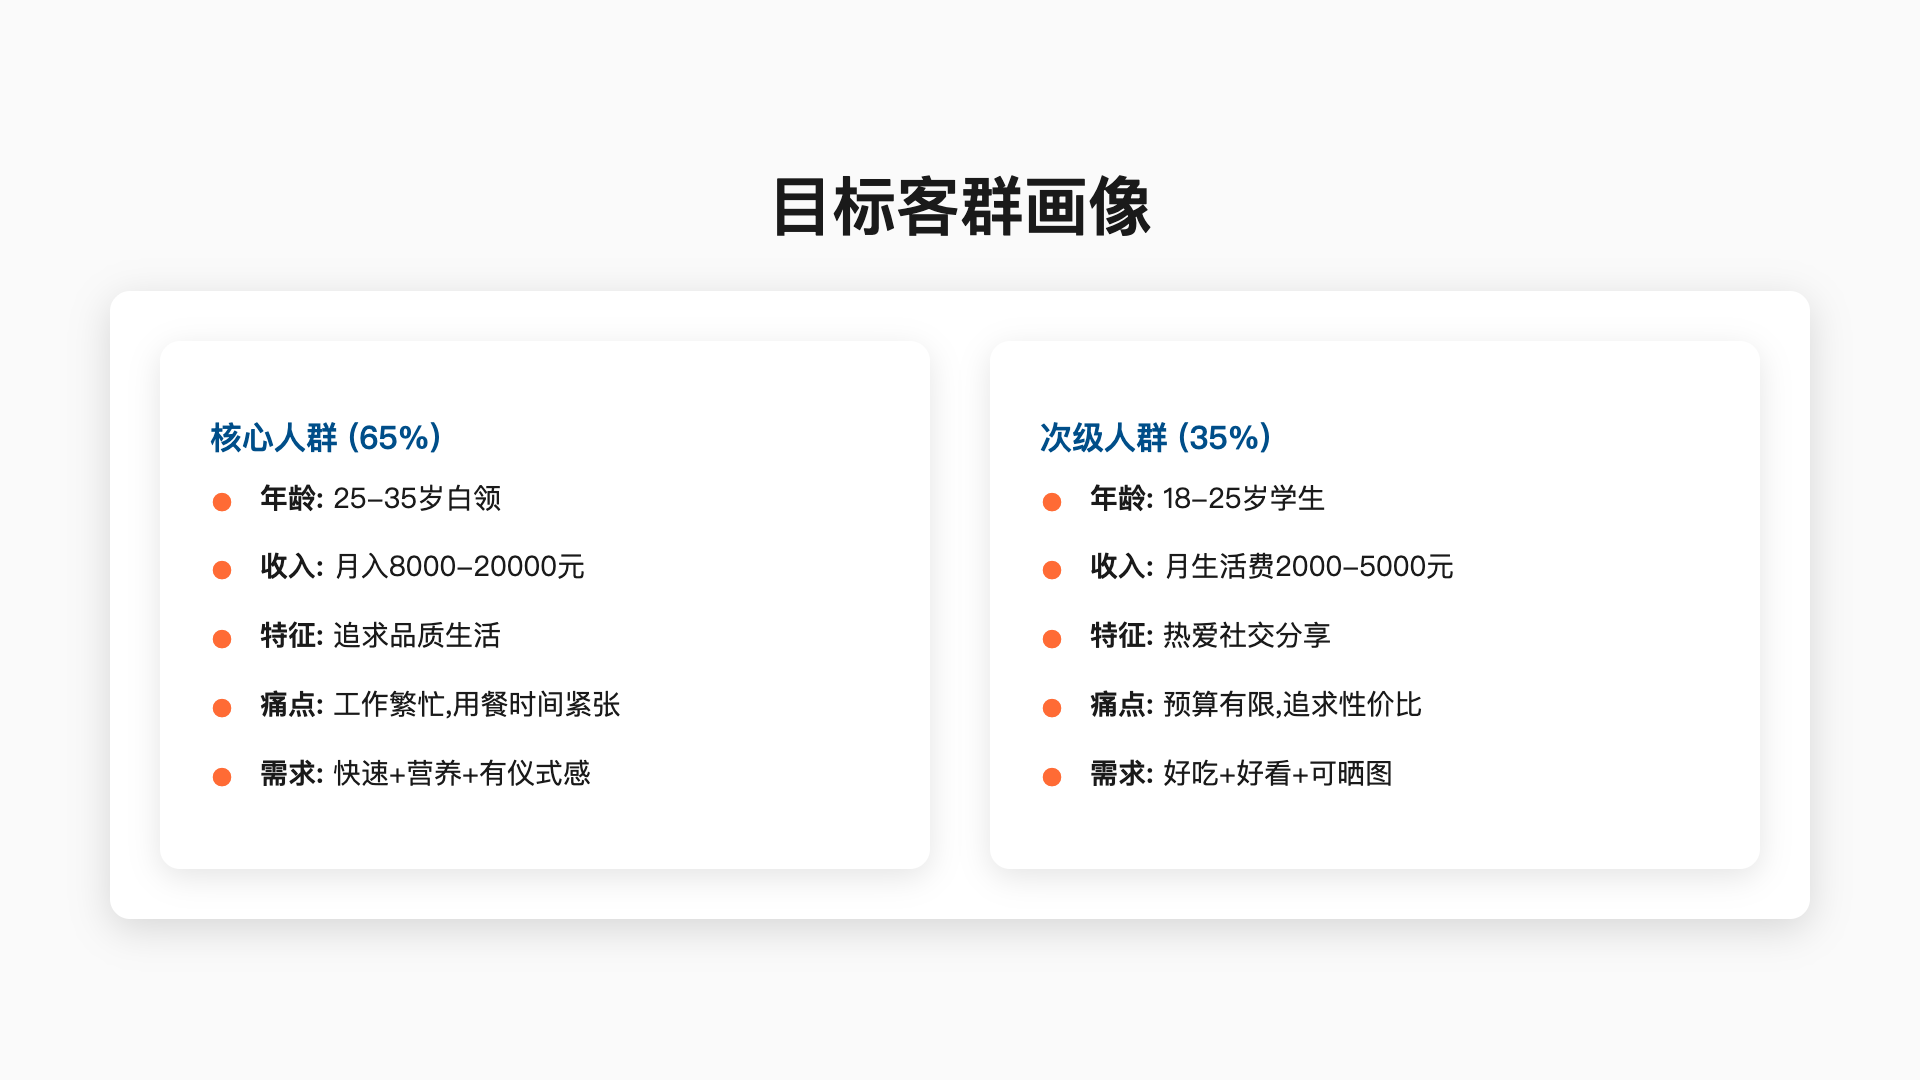 目标客群画像
核心人群 (65%)
年龄: 25–35岁白领
收入: 月入8000–20000元
特征: 追求品质生活
痛点: 工作繁忙,用餐时间紧张
需求: 快速+营养+有仪式感
次级人群 (35%)
年龄: 18–25岁学生
收入: 月生活费2000–5000元
特征: 热爱社交分享
痛点: 预算有限,追求性价比
需求: 好吃+好看+可晒图